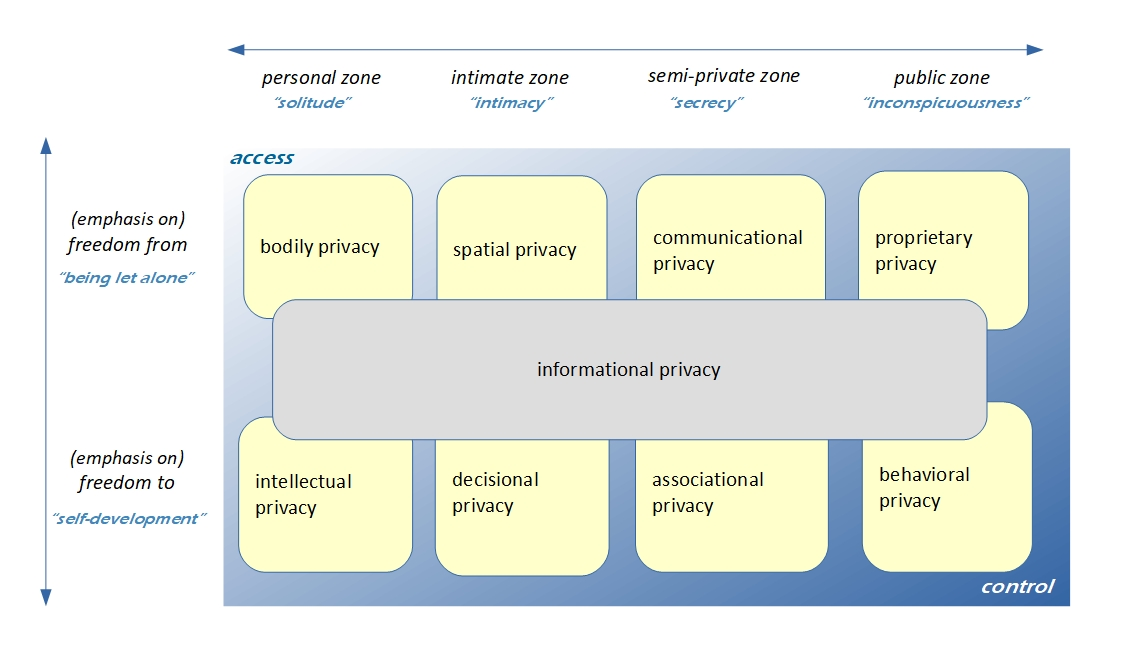 personal zone
intimate zone
semi-private zone
public zone
“solitude”
“intimacy”
“secrecy”
“inconspicuousness”
access
(emphasis on)
freedom from
“being let alone”
bodily privacy
spatial privacy
communicational
privacy
proprietary
privacy
informational privacy
(emphasis on)
freedom to
“self-development”
intellectual
privacy
decisional
privacy
associational
privacy
behavioral
privacy
control